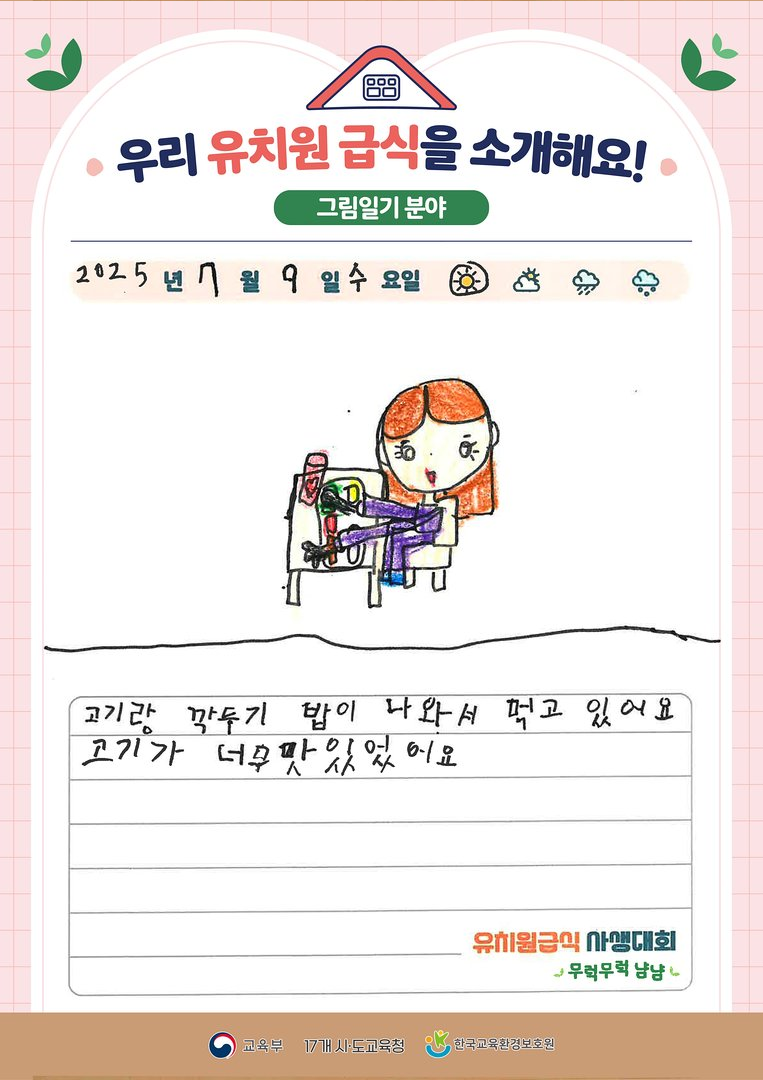 우리 유치원 급식을 소개해요!
그림일기 분야
2025 년 7 월 9 일 수 요일
고기랑 깍두기 밥이 나와서 먹고 있어요
고기가 너무맛있었어요
유치원급식 사생대회
무럭무럭 냠냠
교육부 17개 시·도교육청 한국교육환경보호원